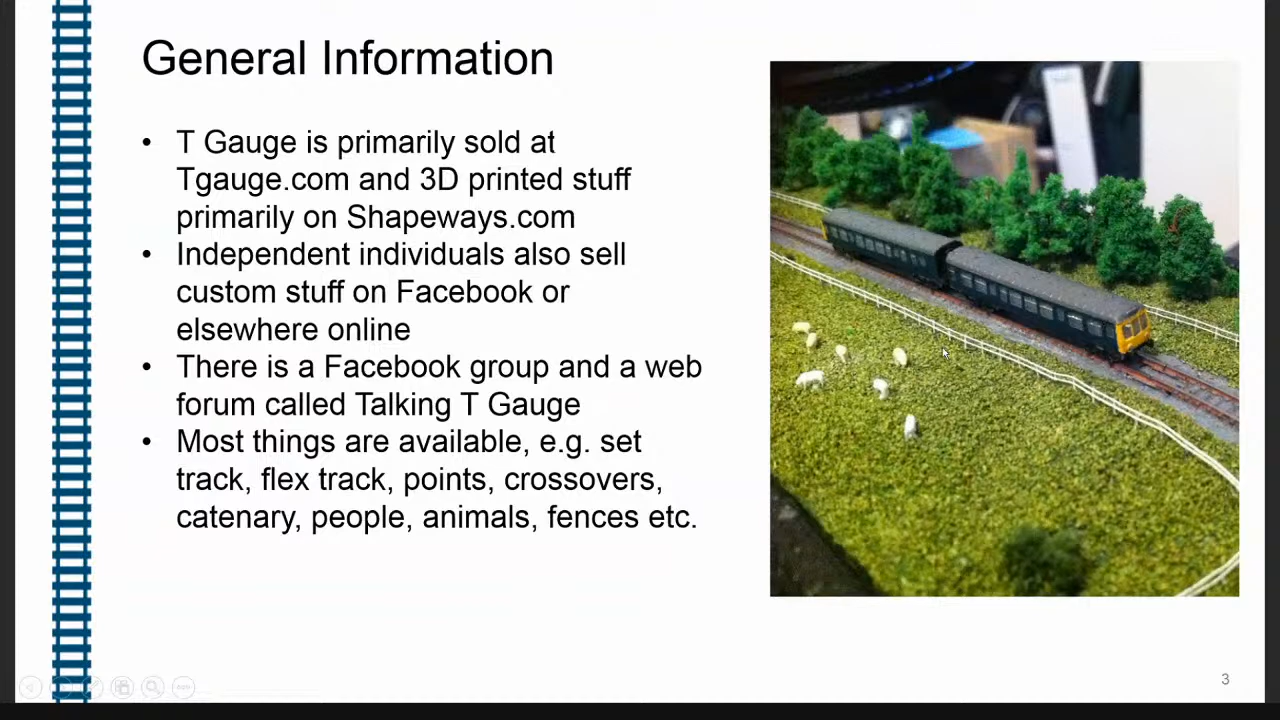 General Information
• T Gauge is primarily sold at
Tgauge.com and 3D printed stuff
primarily on Shapeways.com
• Independent individuals also sell
custom stuff on Facebook or
elsewhere online
• There is a Facebook group and a web
forum called Talking T Gauge
• Most things are available, e.g. set
track, flex track, points, crossovers,
catenary, people, animals, fences etc.
3